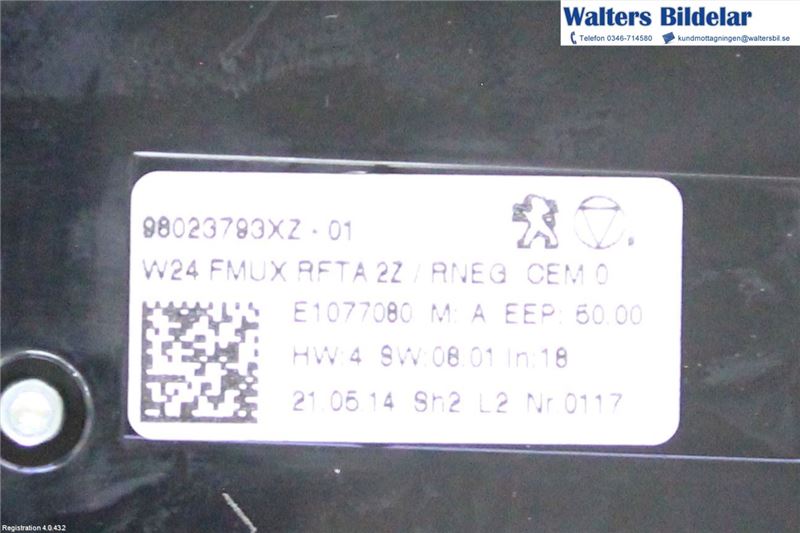 Walters Bildelar
Telefon 0346-714580 kundmottagningen@waltersbil.se
98023793XZ - 01
W24 FMUX RFTA 2Z / RNEG CEM 0
E1077080 M: A EEP: 50.00
HW:4 SW:08.01 In:18
21.05.14 Sh2 L2 Nr.0117
Registration 4.0.43.2